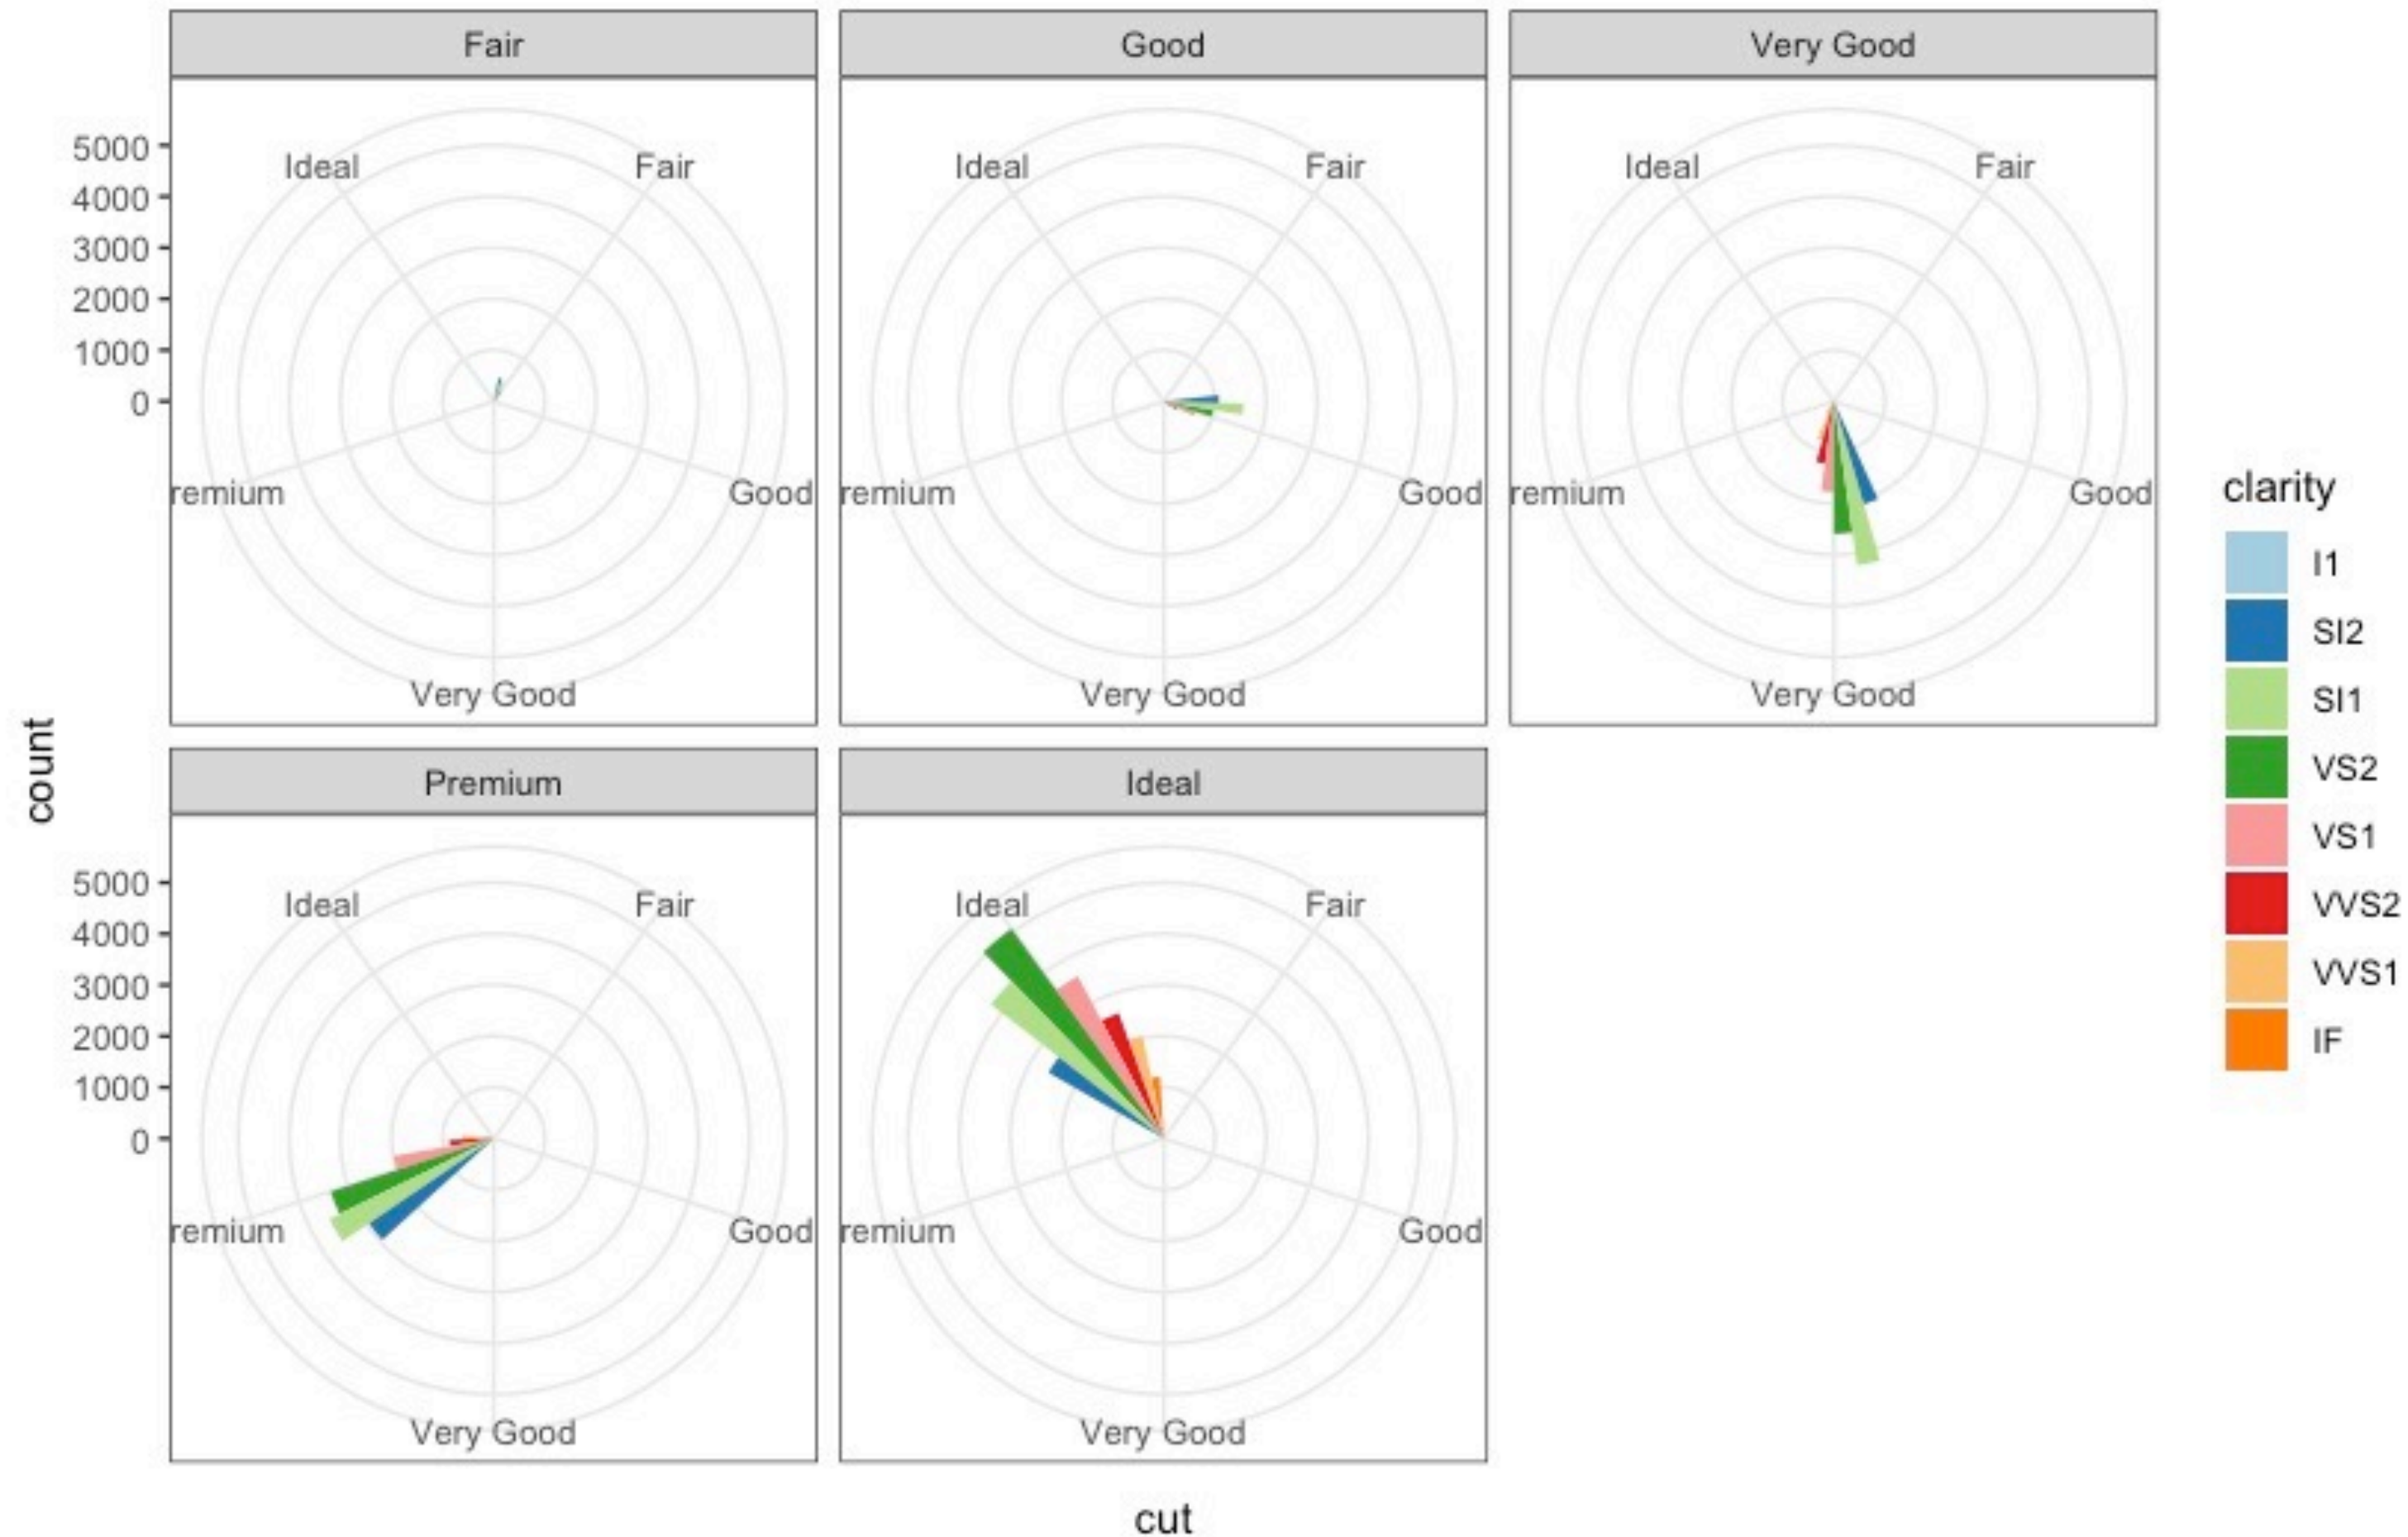 Fair
Good
Very Good
5000
4000
3000
2000
1000
0
Ideal
Fair
remium
Good
Very Good
Ideal
Fair
remium
Good
Very Good
Ideal
Fair
remium
Good
Very Good
Premium
Ideal
5000
4000
3000
2000
1000
0
Ideal
Fair
remium
Good
Very Good
Ideal
Fair
remium
Good
Very Good
count
cut
clarity
I1
SI2
SI1
VS2
VS1
VVS2
VVS1
IF